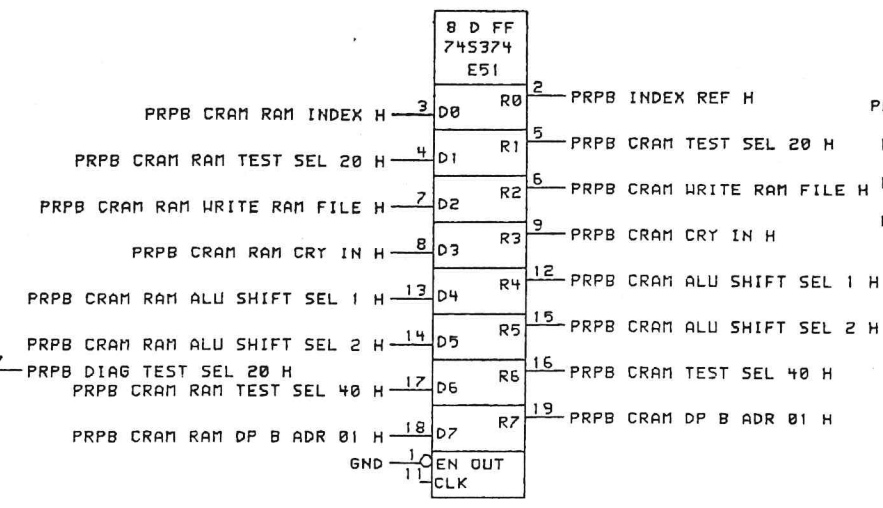 8 D FF
74S374
E51
PRPB CRAM RAM INDEX H 3 D0 R0 2 PRPB INDEX REF H
PRPB CRAM RAM TEST SEL 20 H 4 D1 R1 5 PRPB CRAM TEST SEL 20 H
PRPB CRAM RAM WRITE RAM FILE H 7 D2 R2 6 PRPB CRAM WRITE RAM FILE H
PRPB CRAM RAM CRY IN H 8 D3 R3 9 PRPB CRAM CRY IN H
PRPB CRAM RAM ALU SHIFT SEL 1 H 13 D4 R4 12 PRPB CRAM ALU SHIFT SEL 1 H
PRPB CRAM RAM ALU SHIFT SEL 2 H 14 D5 R5 15 PRPB CRAM ALU SHIFT SEL 2 H
PRPB DIAG TEST SEL 20 H
PRPB CRAM RAM TEST SEL 40 H 17 D6 R6 16 PRPB CRAM TEST SEL 40 H
PRPB CRAM RAM DP B ADR 01 H 18 D7 R7 19 PRPB CRAM DP B ADR 01 H
GND 1 EN OUT
11 CLK